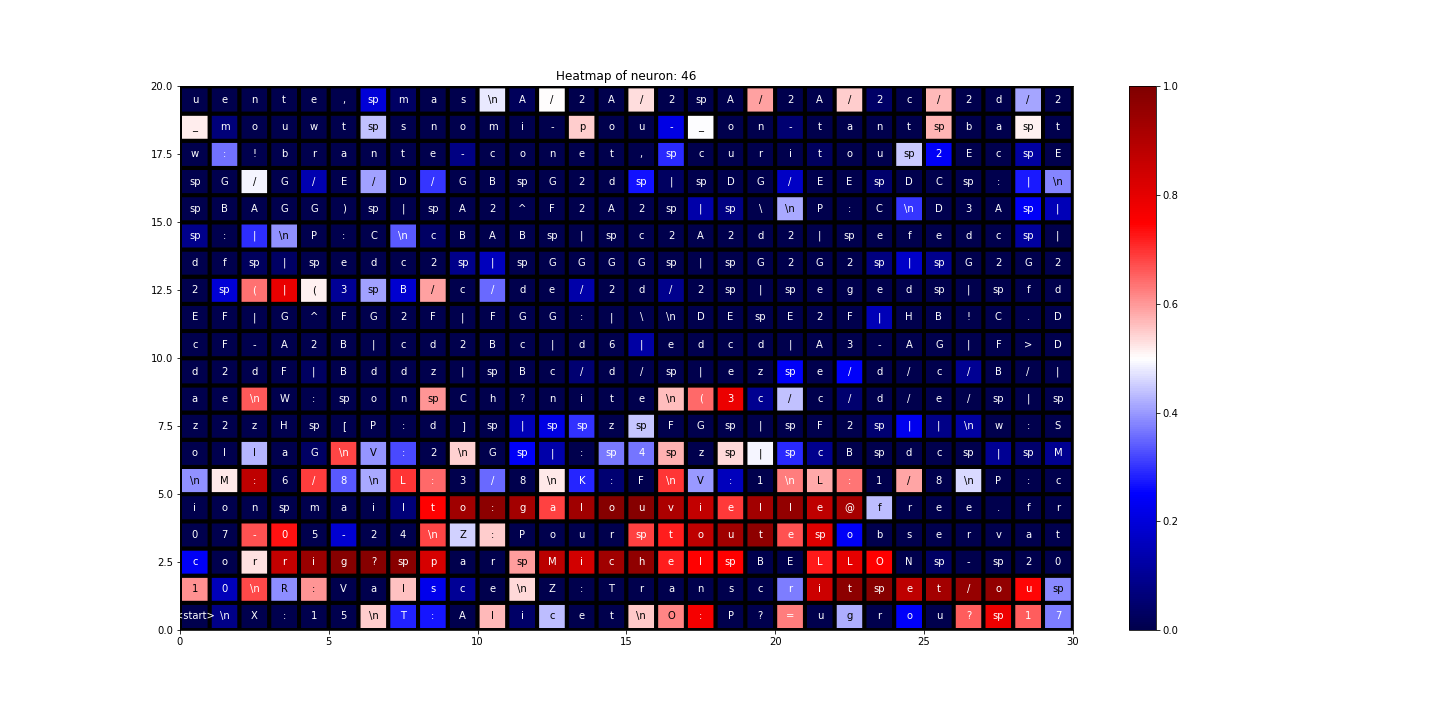 Heatmap of neuron: 46
20.0 u e n t e , sp m a s \n A / 2 A / 2 sp A / 2 A / 2 c / 2 d / 2 1.0
_ m o u w t sp s n o m i - p o u - _ o n - t a n t sp b a sp t
17.5 w : ! b r a n t e - c o n e t , sp c u r i t o u sp 2 E c sp E
sp G / G / E / D / G B sp G 2 d sp | sp D G / E E sp D C sp : | \n 0.8
15.0 sp B A G G ) sp | sp A 2 ^ F 2 A 2 sp | sp \ \n P : C \n D 3 A sp |
sp : | \n P : C \n c B A B sp | sp c 2 A 2 d 2 | sp e f e d c sp |
d f sp | sp e d c 2 sp | sp G G G G sp | sp G 2 G 2 sp | sp G 2 G 2
12.5 2 sp ( | ( 3 sp B / c / d e / 2 d / 2 sp | sp e g e d sp | sp f d 0.6
E F | G ^ F G 2 F | F G G : | \ \n D E sp E 2 F | H B ! C . D
10.0 c F - A 2 B | c d 2 B c | d 6 | e d c d | A 3 - A G | F > D
d 2 d F | B d d z | sp B c / d / sp | e z sp e / d / c / B / |
a e \n W : sp o n sp C h ? n i t e \n ( 3 c / c / d / e / sp | sp 0.4
7.5 z 2 z H sp [ P : d ] sp | sp sp z sp F G sp | sp F 2 sp | | \n w : S
o l l a G \n V : 2 \n G sp | : sp 4 sp z sp | sp c B sp d c sp | sp M
5.0 \n M : 6 / 8 \n L : 3 / 8 \n K : F \n V : 1 \n L : 1 / 8 \n P : c
i o n sp m a i l t o : g a l o u v i e l l e @ f r e e . f r 0.2
0 7 - 0 5 - 2 4 \n Z : P o u r sp t o u t e sp o b s e r v a t
2.5 c o r r i g ? sp p a r sp M i c h e l sp B E L L O N sp - sp 2 0
1 0 \n R : V a l s c e \n Z : T r a n s c r i t sp e t / o u sp
0.0 <start> \n X : 1 5 \n T : A l i c e t \n O : P ? = u g r o u ? sp 1 7 0.0
0 5 10 15 20 25 30